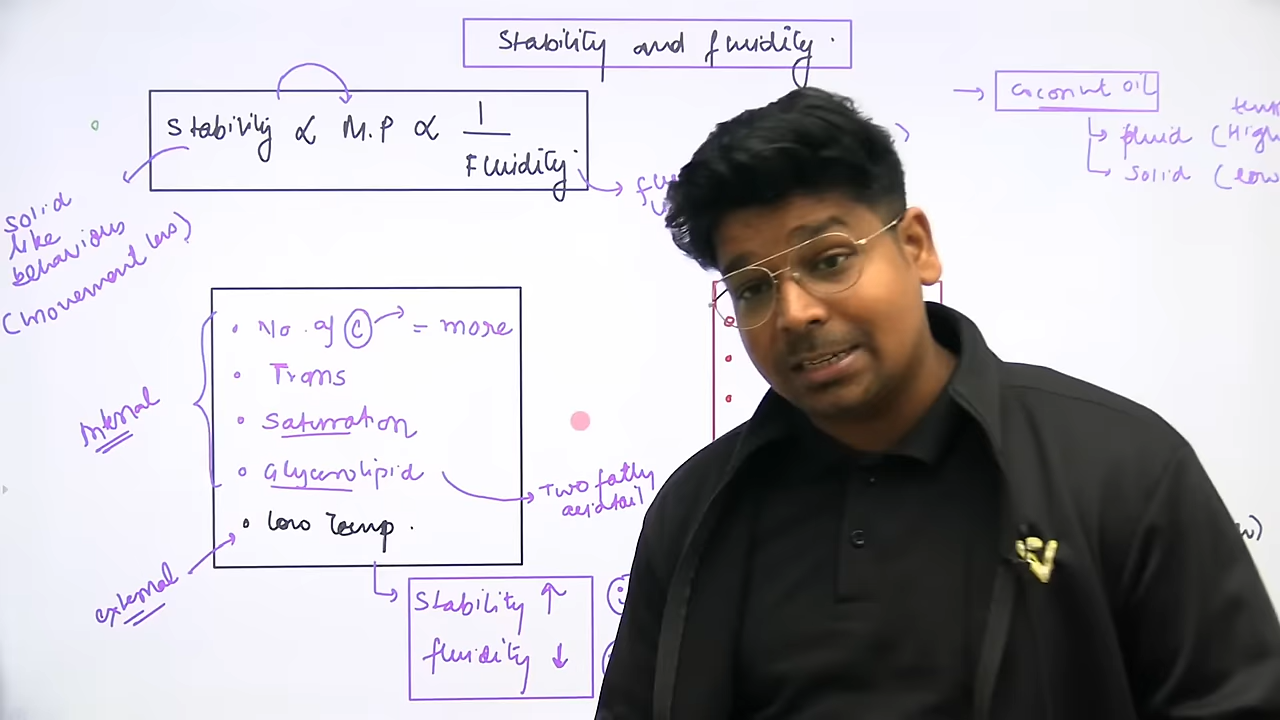 Stability and fluidity.
Stability ∝ M.P ∝ 1
Fluidity.
→ coconut oil
fluid (High
solid (low
solid
like
behavious
(movement less)
• No. of C = more
• Trans
• Saturation
• Glycerolipid
• low Temp.
Internal
external
Two fatty
acid tail
Stability ↑
fluidity ↓